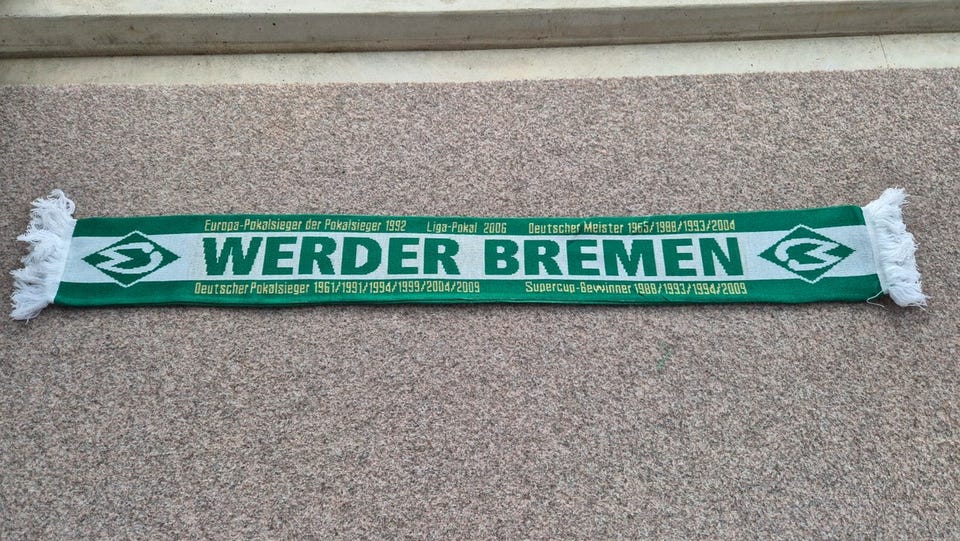 Europa-Pokalsieger der Pokalsieger 1992 Liga-Pokal 2006 Deutscher Meister 1965/1988/1993/2004
WERDER BREMEN
Deutscher Pokalsieger 1961/1991/1994/1999/2004/2009 Supercup-Gewinner 1988/1993/1994/2009